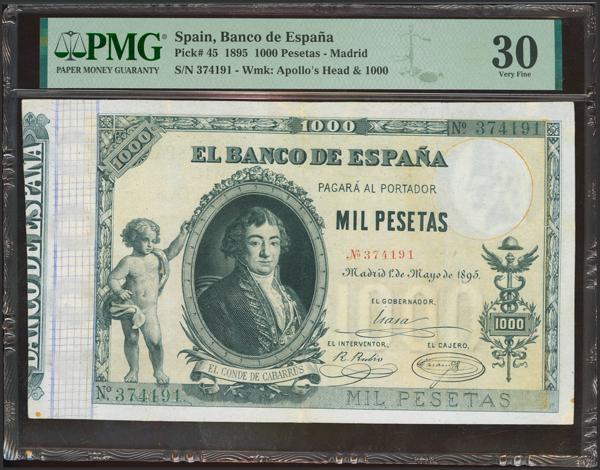 PMG
PAPER MONEY GUARANTY
Spain, Banco de España
Pick# 45 1895 1000 Pesetas - Madrid
S/N 374191 - Wmk: Apollo's Head & 1000
30
Very Fine
BANCO DE ESPAÑA
1000
1000
Nº 374191
EL BANCO DE ESPAÑA
PAGARÁ AL PORTADOR
MIL PESETAS
Nº 374191
Madrid 1º de Mayo de 1895.
EL GOBERNADOR,
EL INTERVENTOR,
EL CAJERO,
R. Rubio
1000
EL CONDE DE CABARRÚS
Nº 374191
MIL PESETAS